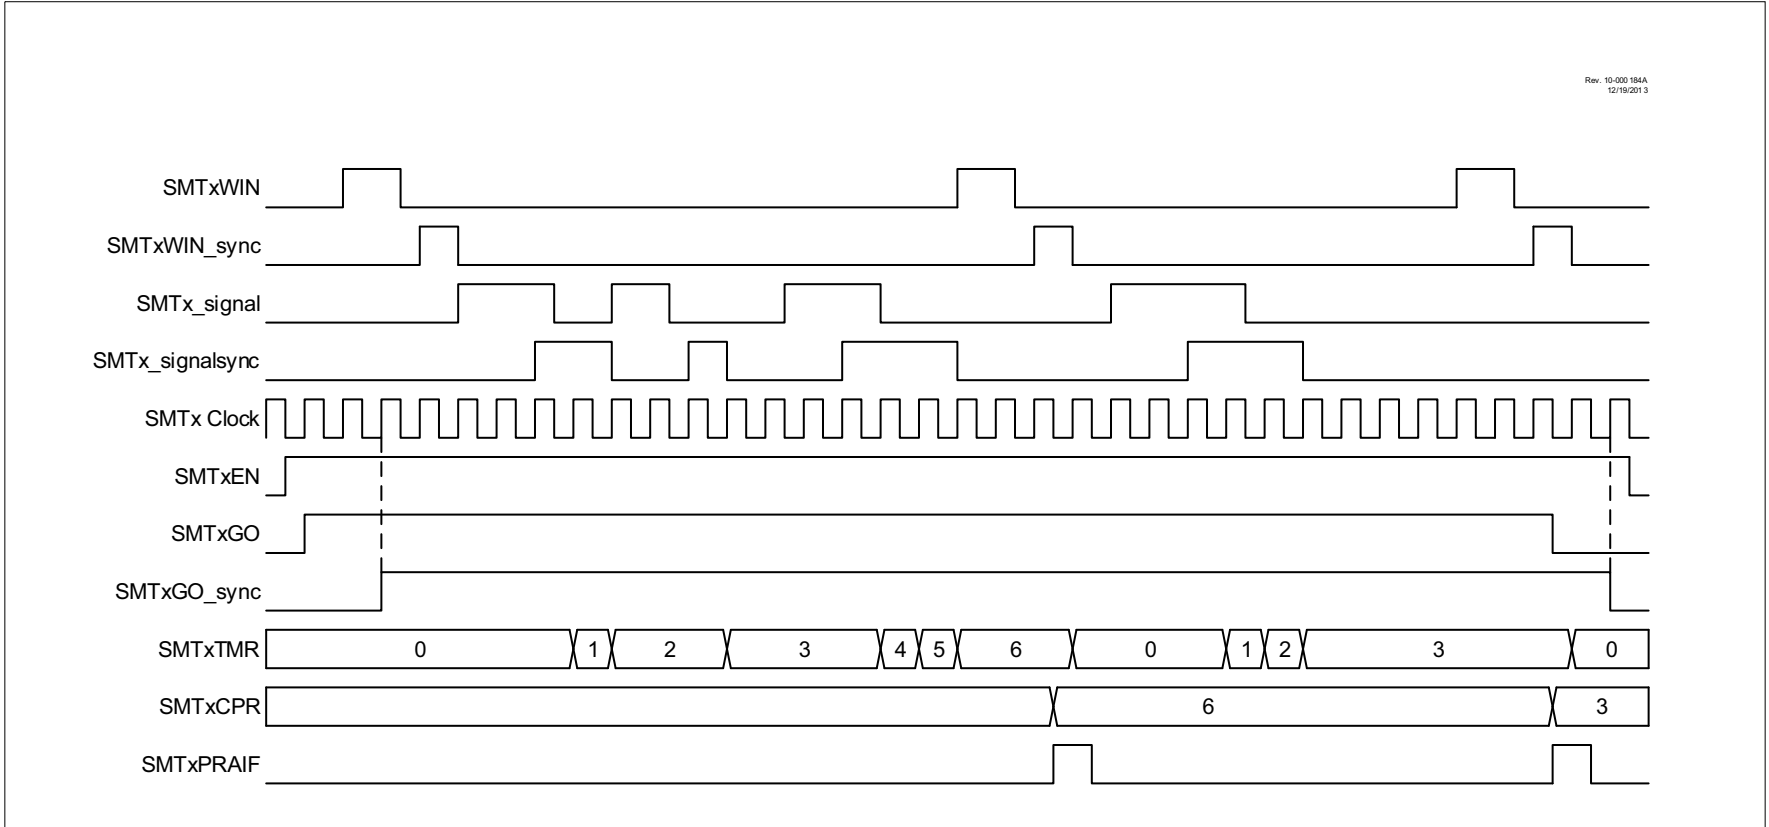 Rev. 10-000 184A
12/19/201 3
SMTxWIN
SMTxWIN_sync
SMTx_signal
SMTx_signalsync
SMTx Clock
SMTxEN
SMTxGO
SMTxGO_sync
SMTxTMR 0 1 2 3 4 5 6 0 1 2 3 0
SMTxCPR 6 3
SMTxPRAIF